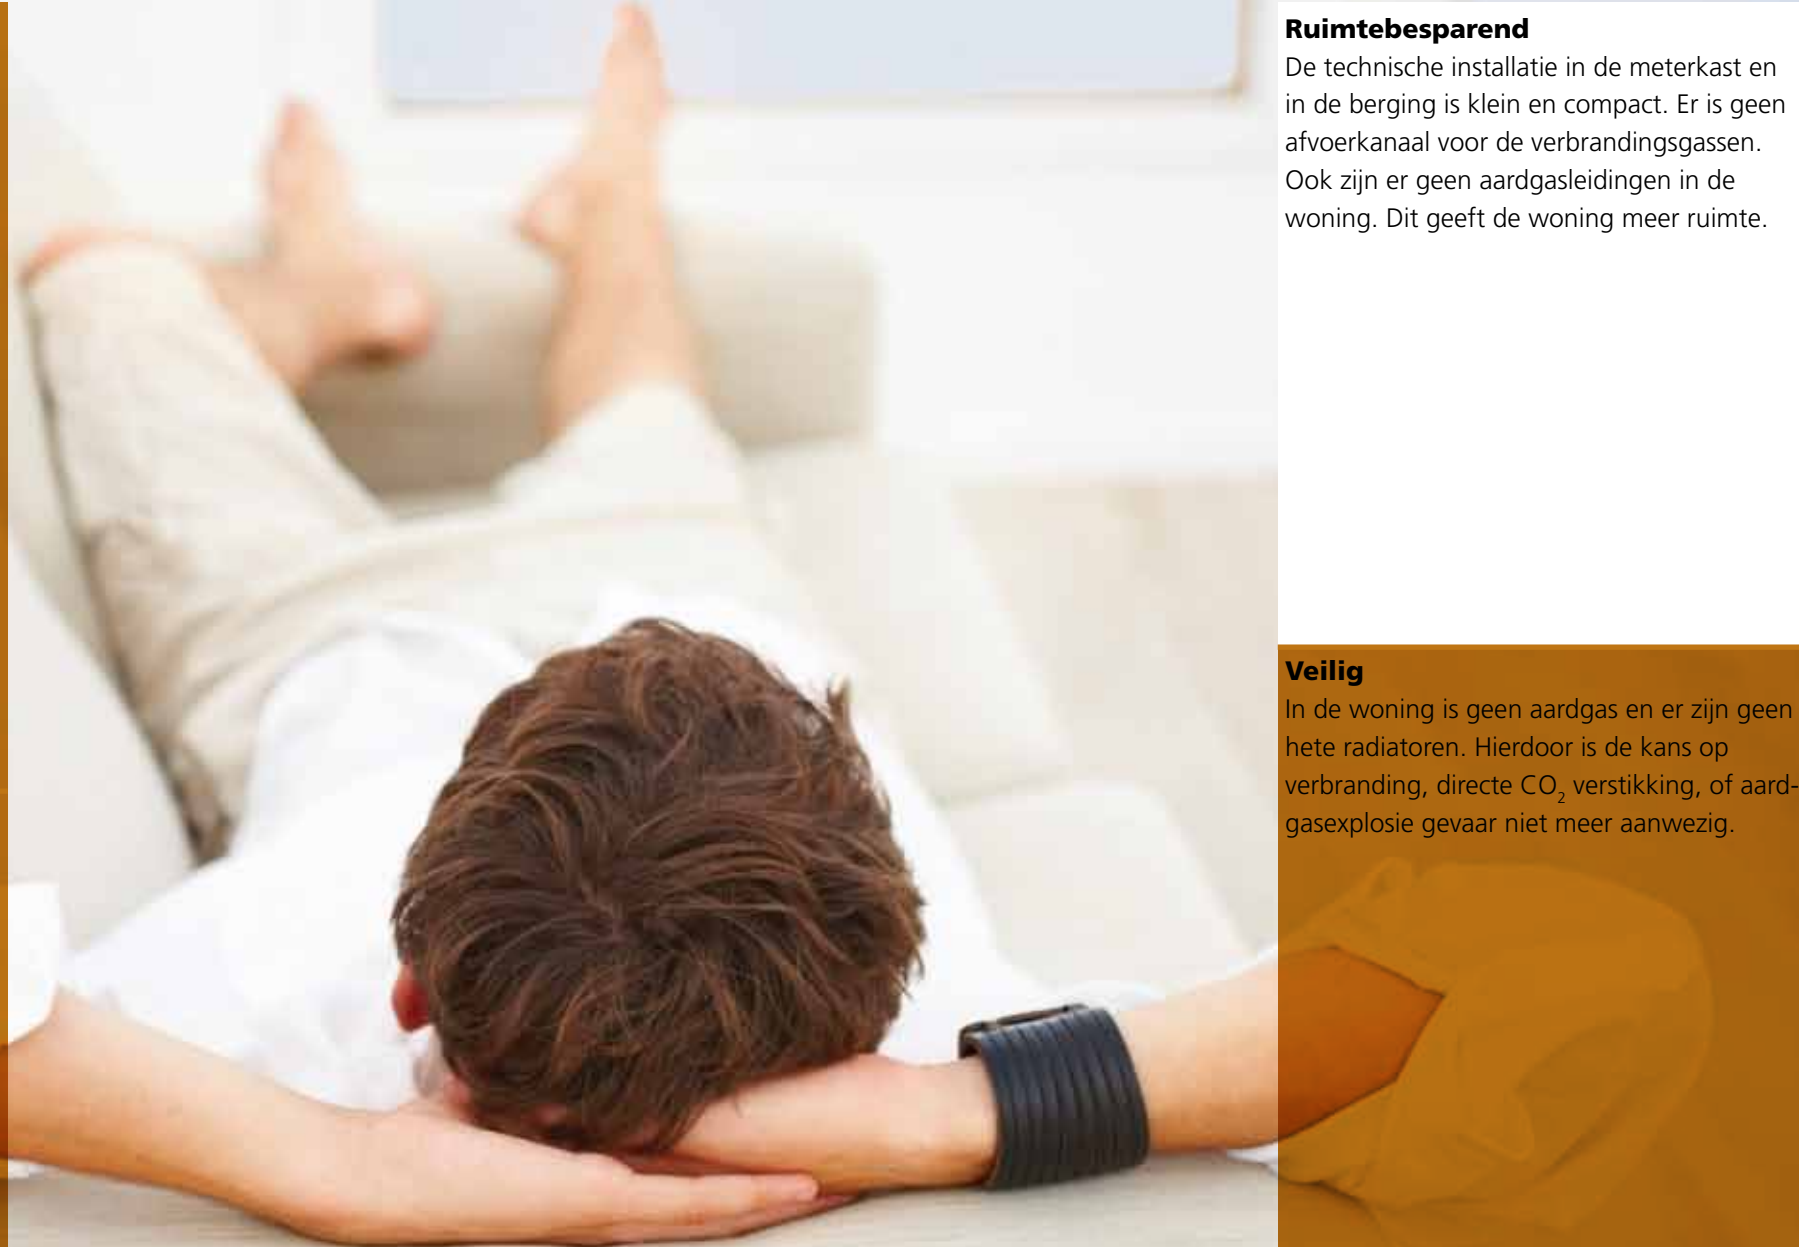 Ruimtebesparend
De technische installatie in de meterkast en
in de berging is klein en compact. Er is geen
afvoerkanaal voor de verbrandingsgassen.
Ook zijn er geen aardgasleidingen in de
woning. Dit geeft de woning meer ruimte.
Veilig
In de woning is geen aardgas en er zijn geen
hete radiatoren. Hierdoor is de kans op
verbranding, directe CO₂ verstikking, of aard-
gasexplosie gevaar niet meer aanwezig.